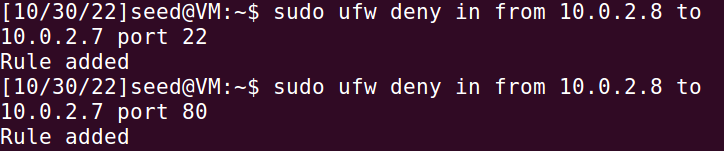 [10/30/22]seed@VM:~$ sudo ufw deny in from 10.0.2.8 to
10.0.2.7 port 22
Rule added
[10/30/22]seed@VM:~$ sudo ufw deny in from 10.0.2.8 to
10.0.2.7 port 80
Rule added